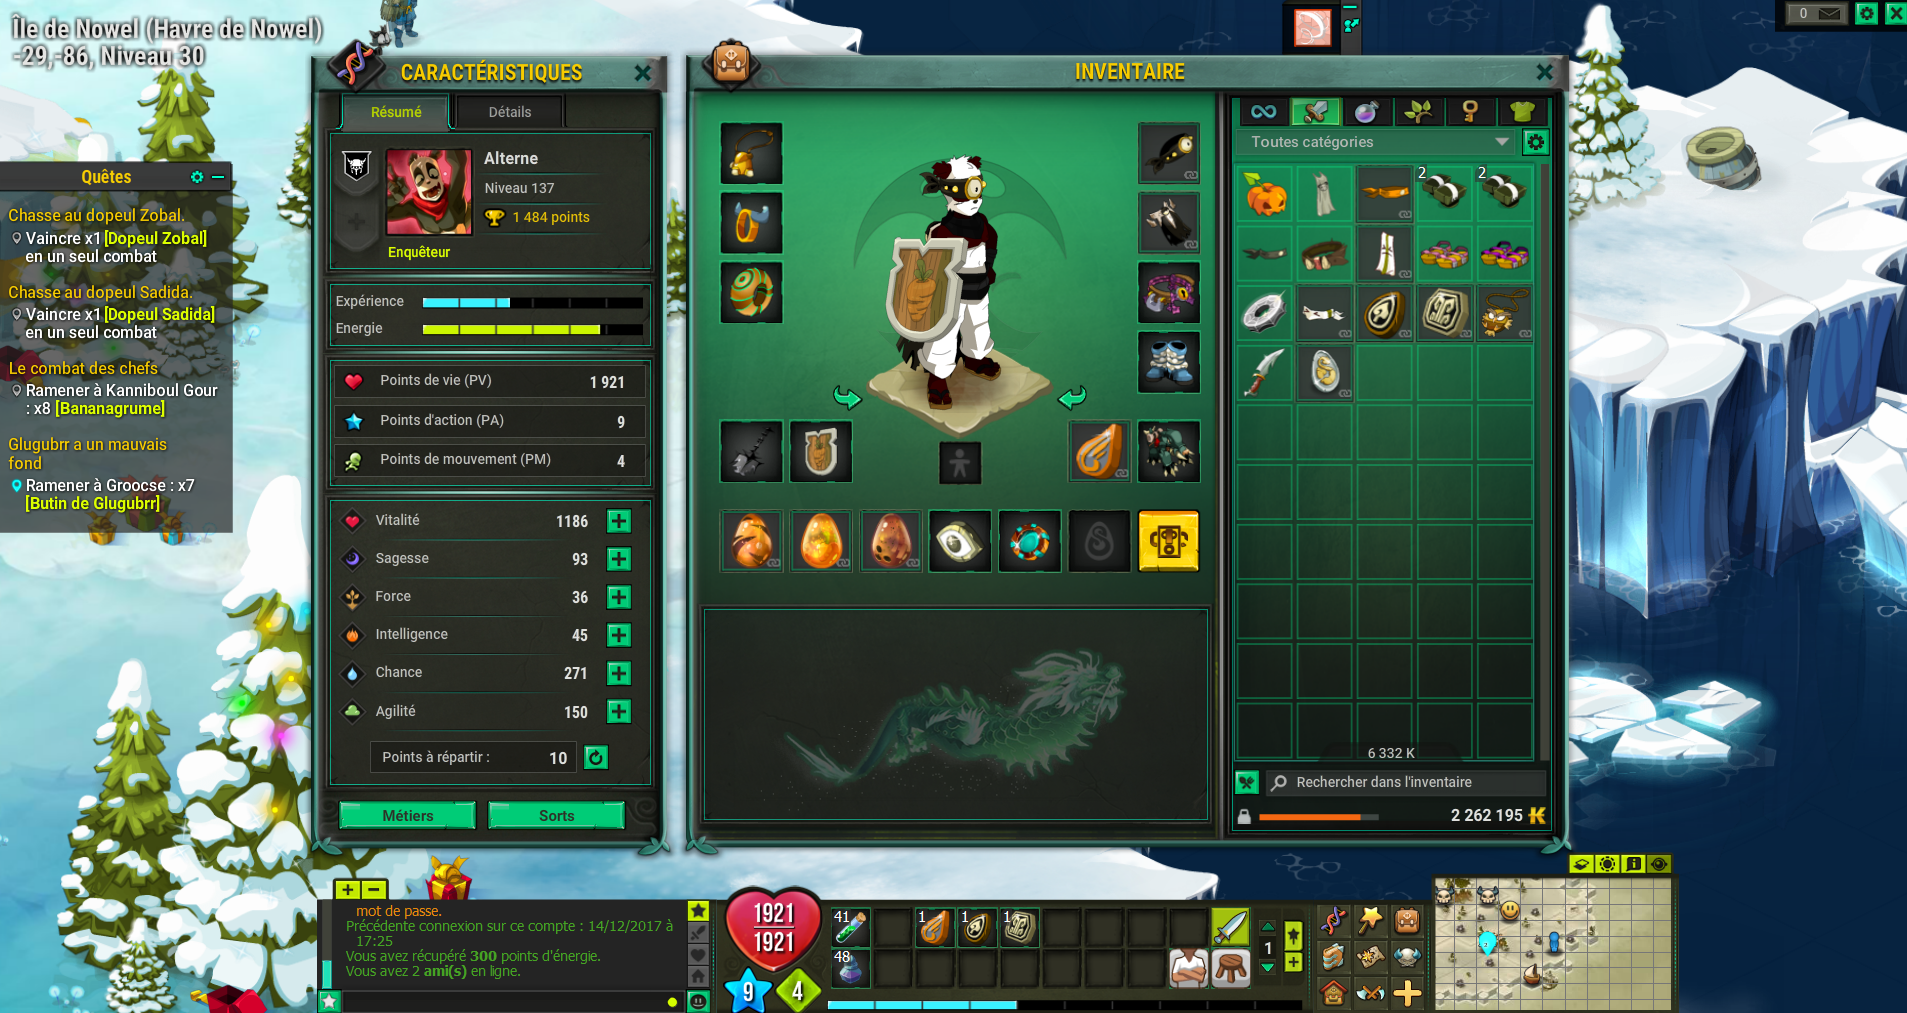 Île de Nowel (Havre de Nowel)
-29,-86, Niveau 30
0
Quêtes
Chasse au dopeul Zobal.
Vaincre x1 [Dopeul Zobal]
en un seul combat
Chasse au dopeul Sadida.
Vaincre x1 [Dopeul Sadida]
en un seul combat
Le combat des chefs
Ramener à Kanniboul Gour
: x8 [Bananagrume]
Glugubrr a un mauvais
fond
Ramener à Groocse : x7
[Butin de Glugubrr]
CARACTÉRISTIQUES
Résumé
Détails
Alterne
Niveau 137
1 484 points
Enquêteur
Expérience
Energie
Points de vie (PV) 1 921
Points d'action (PA) 9
Points de mouvement (PM) 4
Vitalité 1186
Sagesse 93
Force 36
Intelligence 45
Chance 271
Agilité 150
Points à répartir : 10
Métiers
Sorts
INVENTAIRE
Toutes catégories
2
2
6 332 K
Rechercher dans l'inventaire
2 262 195 K
mot de passe.
Précédente connexion sur ce compte : 14/12/2017 à
17:25
Vous avez récupéré 300 points d'énergie.
Vous avez 2 ami(s) en ligne.
1921
1921
9
4
41
1
1
1
48
1